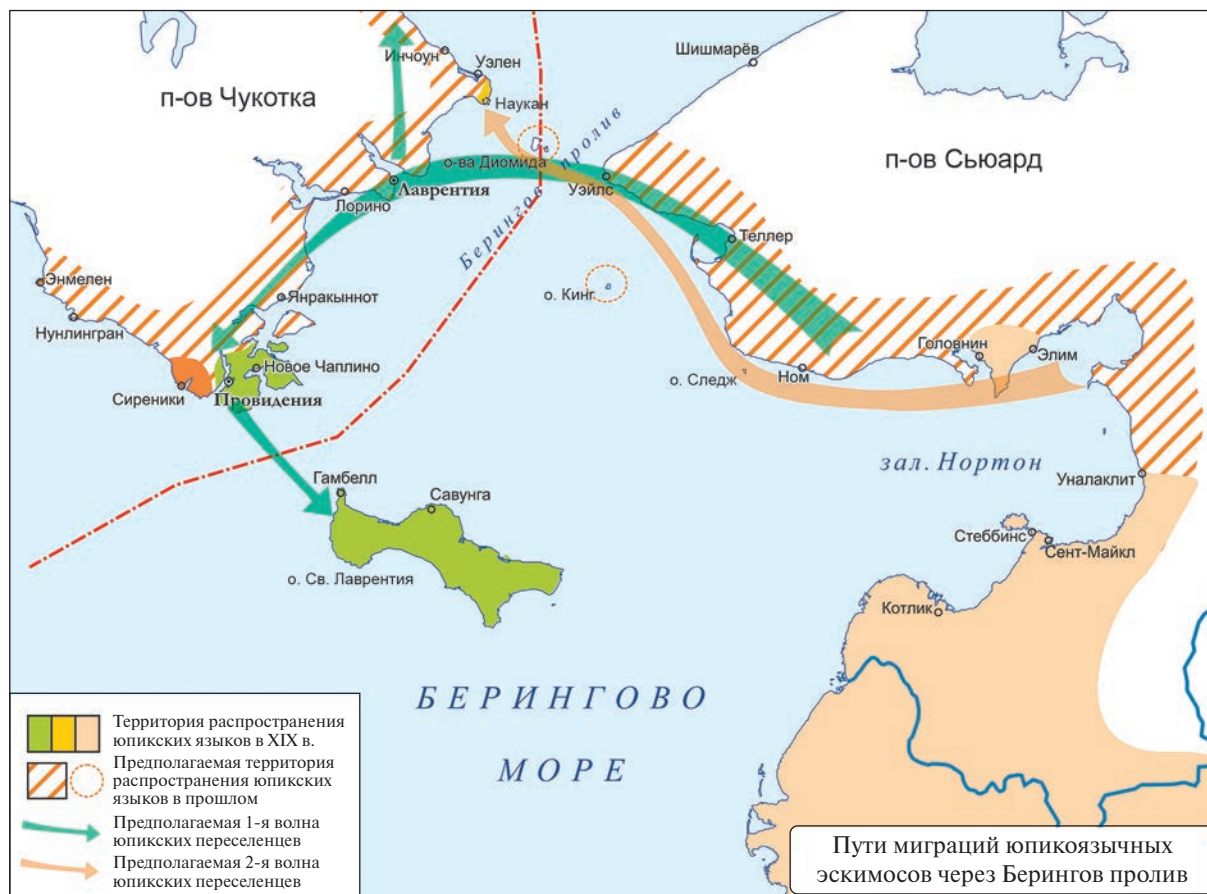 Шишмарёв
Инчоун
Уэлен
п-ов Чукотка
Наукан
Берингов пролив
п-ов Сьюард
о-ва Диомида
Уэйлс
Лаврентия
Лорино
Теллер
Энмелен
Янракыннот
о. Кинг
Нунлингран
Головнин
Элим
Новое Чаплино
о. Следж
Ном
Сиреники
Провидения
зал. Нортон
Уналаклит
Гамбелл
Савунга
Стеббинс
Сент-Майкл
о. Св. Лаврентия
Котлик
БЕРИНГОВО
МОРЕ
Территория распространения
юпикских языков в XIX в.
Предполагаемая территория
распространения юпикских
языков в прошлом
Предполагаемая 1-я волна
юпикских переселенцев
Предполагаемая 2-я волна
юпикских переселенцев
Пути миграций юпикоязычных
эскимосов через Берингов пролив